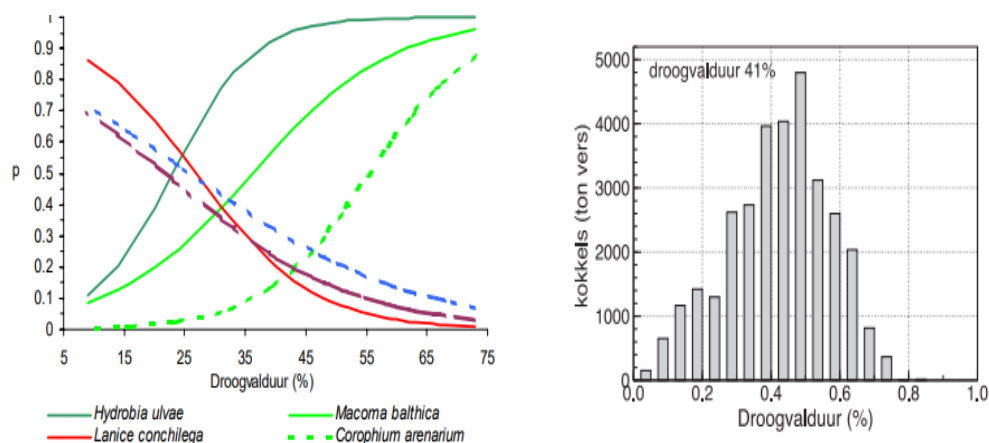 1
0.9
0.8
0.7
0.6
p
0.5
0.4
0.3
0.2
0.1
0
5 15 25 35 45 55 65 75
Droogvalduur (%)
Hydrobia ulvae
Macoma balthica
Lanice conchilega
Corophium arenarium
droogvalduur 41%
5000
4000
3000
2000
1000
0
kokkels (ton vers)
0.0 0.2 0.4 0.6 0.8 1.0
Droogvalduur (%)